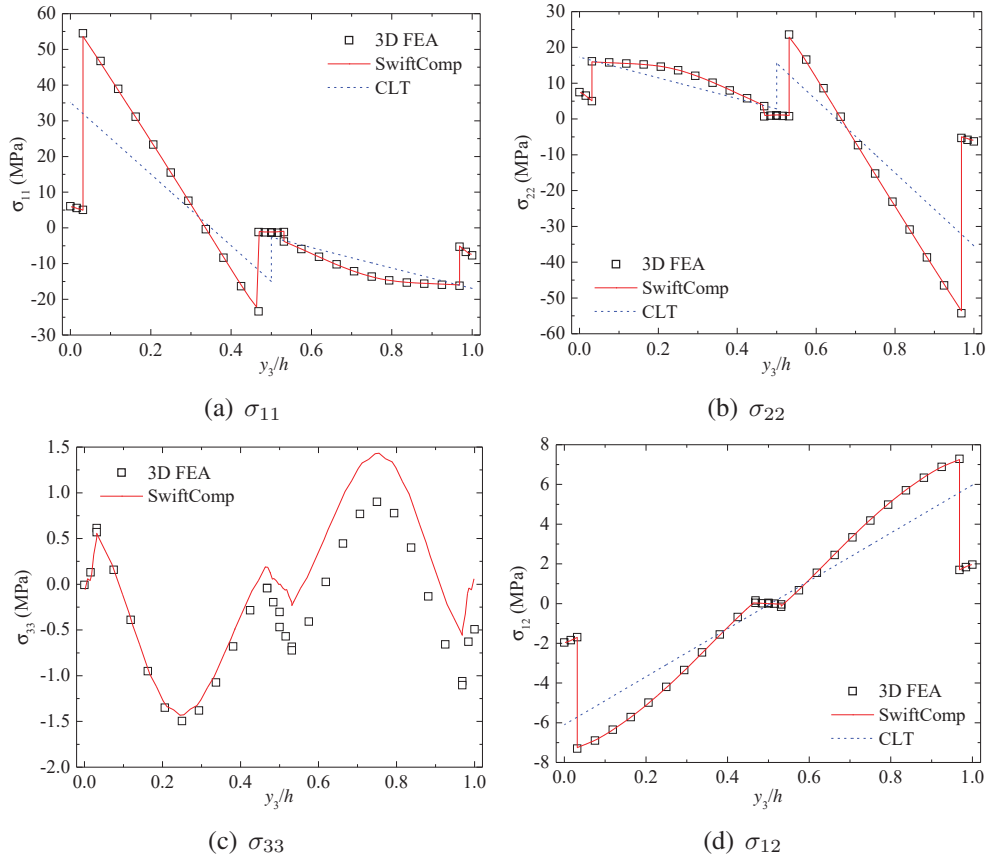 60
50
40
30
20
10
0
-10
-20
-30
0.0 0.2 0.4 0.6 0.8 1.0
σ11 (MPa)
y3/h
3D FEA
SwiftComp
CLT
(a) σ11
30
20
10
0
-10
-20
-30
-40
-50
-60
0.0 0.2 0.4 0.6 0.8 1.0
σ22 (MPa)
y3/h
3D FEA
SwiftComp
CLT
(b) σ22
1.5
1.0
0.5
0.0
-0.5
-1.0
-1.5
-2.0
0.0 0.2 0.4 0.6 0.8 1.0
σ33 (MPa)
y3/h
3D FEA
SwiftComp
(c) σ33
8
6
4
2
0
-2
-4
-6
-8
0.0 0.2 0.4 0.6 0.8 1.0
σ12 (MPa)
y3/h
3D FEA
SwiftComp
CLT
(d) σ12